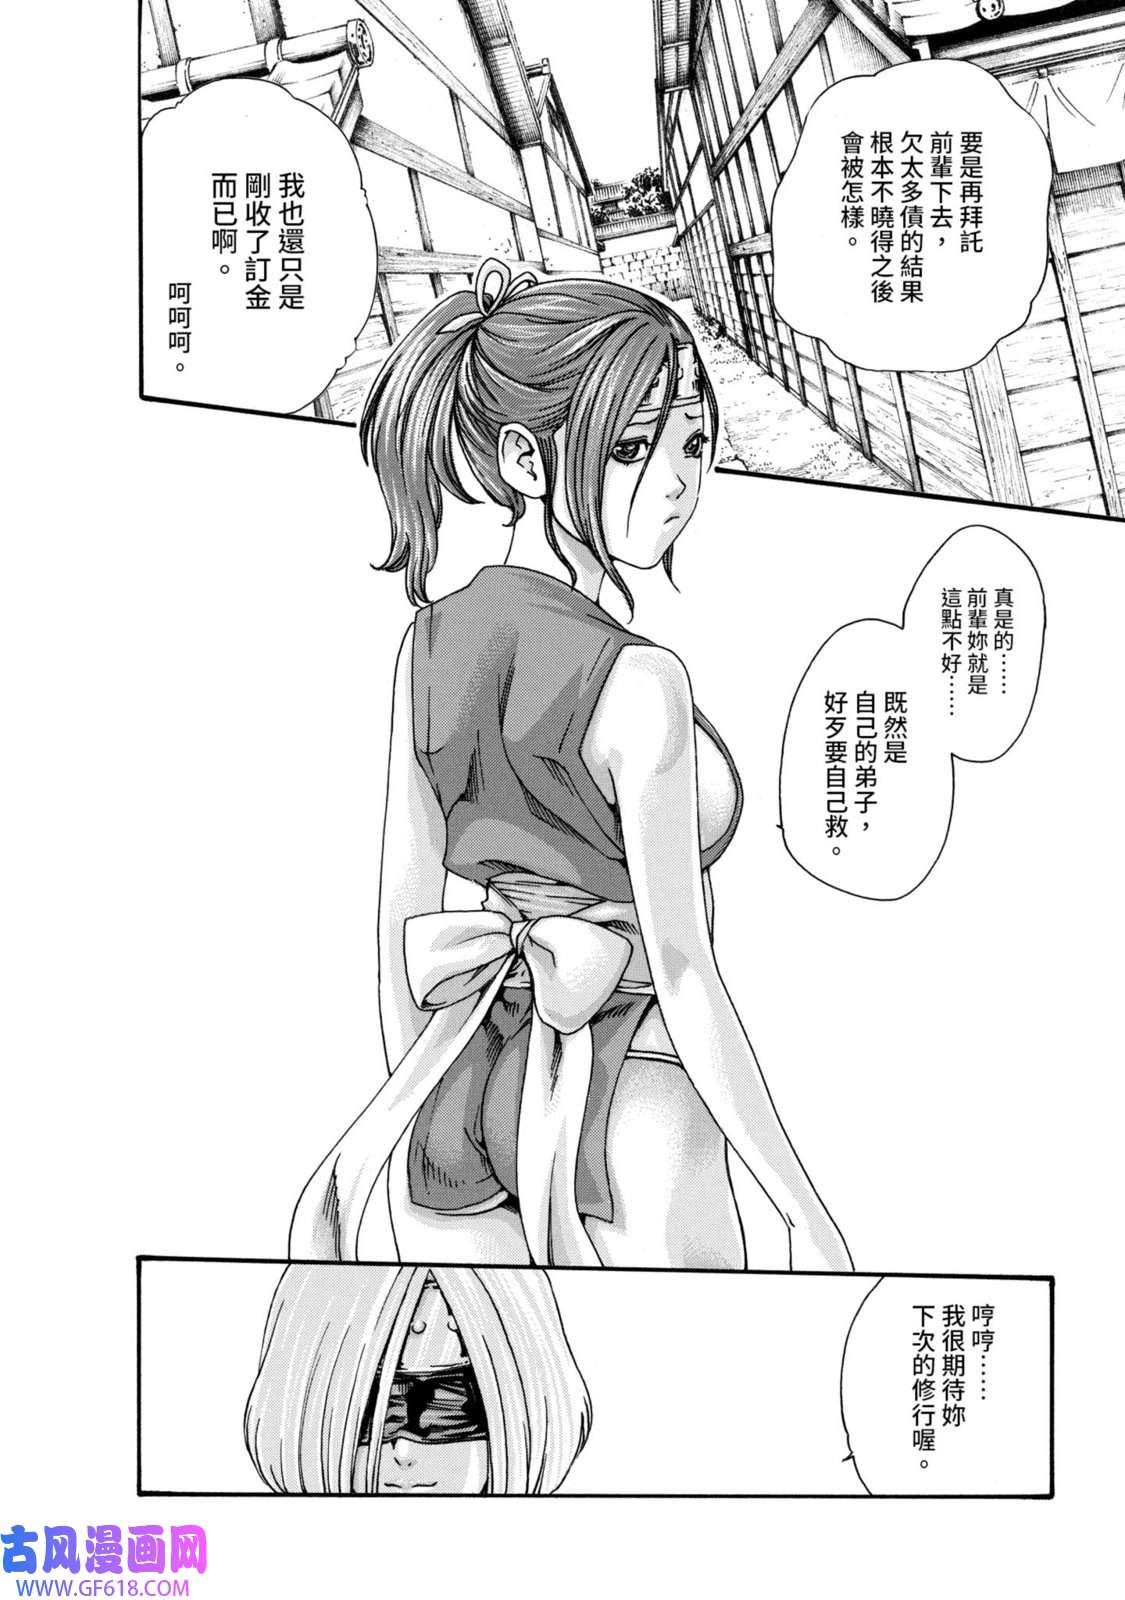 要是再拜託
前輩下去，
欠太多債的結果
根本不曉得之後
會被怎樣。
我也還只是
剛收了訂金
而已啊。
呵呵呵。
真是的……
前輩妳就是
這點不好……
既然是
自己的弟子，
好歹要自己救。
哼哼……
我很期待妳
下次的修行喔。
古风漫画网
WWW.GF618.COM